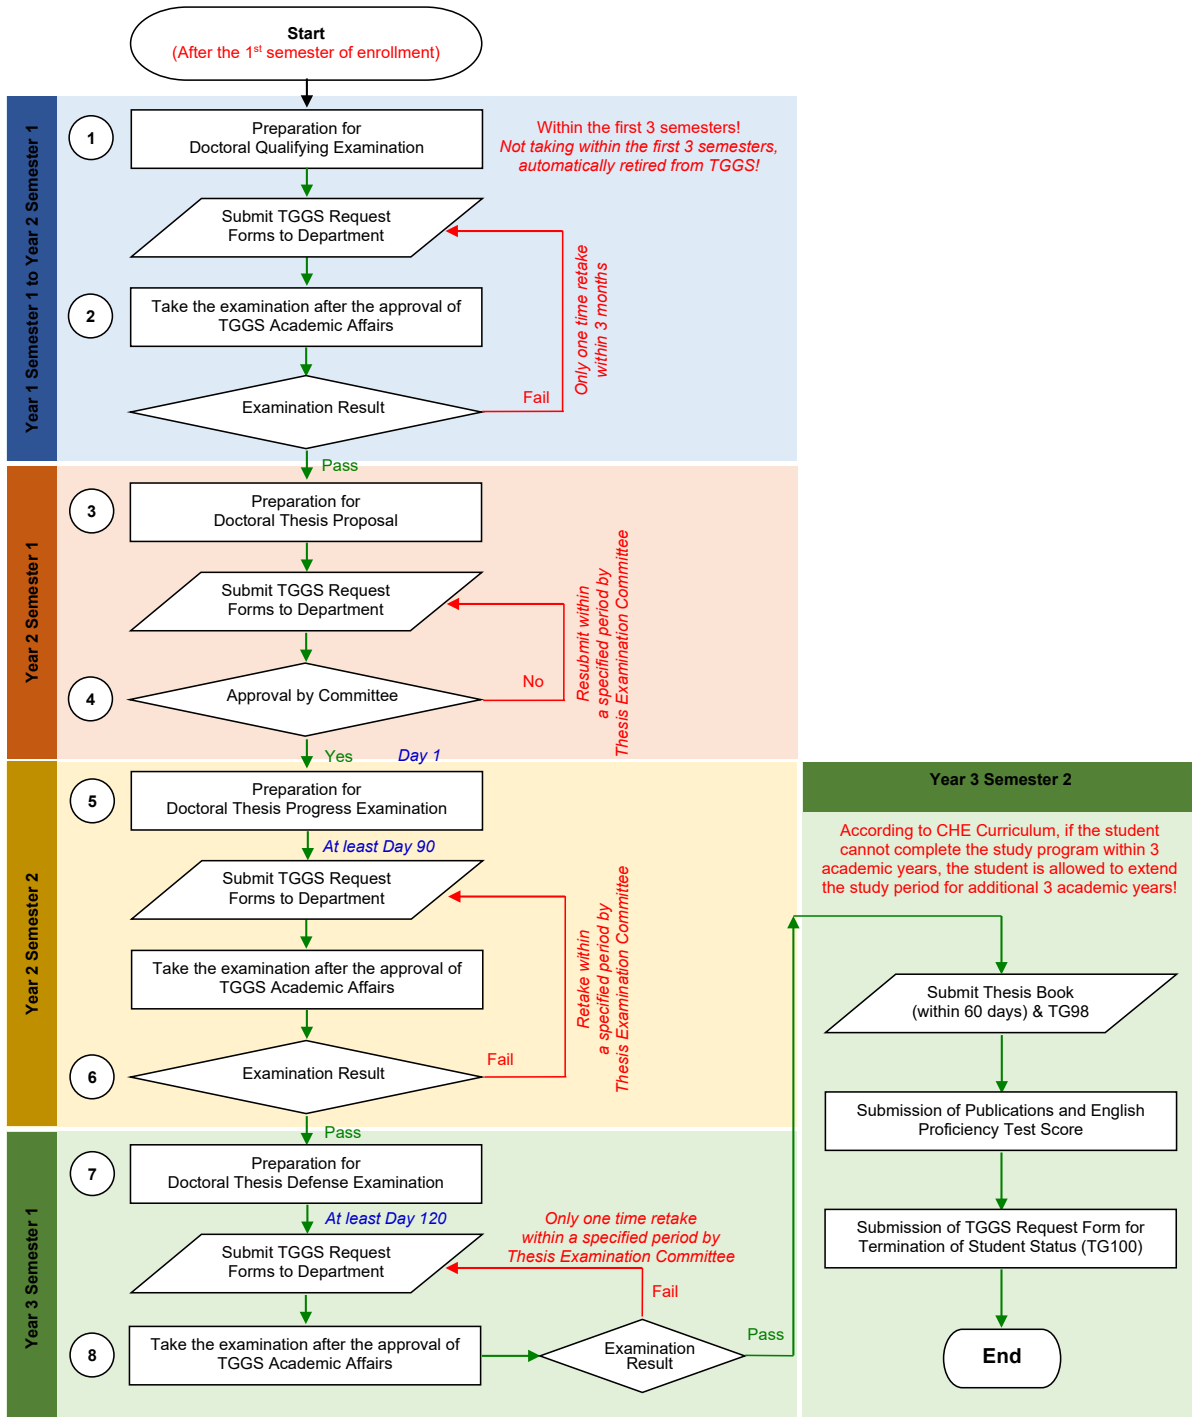 Start
(After the 1st semester of enrollment)
Year 1 Semester 1 to Year 2 Semester 1
1
Preparation for
Doctoral Qualifying Examination
Within the first 3 semesters!
Not taking within the first 3 semesters,
automatically retired from TGGS!
Submit TGGS Request
Forms to Department
Only one time retake
within 3 months
2
Take the examination after the approval of
TGGS Academic Affairs
Examination Result
Fail
Pass
Year 2 Semester 1
3
Preparation for
Doctoral Thesis Proposal
Submit TGGS Request
Forms to Department
Resubmit within
a specified period by
Thesis Examination Committee
4
Approval by Committee
No
Yes
Day 1
Year 2 Semester 2
5
Preparation for
Doctoral Thesis Progress Examination
At least Day 90
Submit TGGS Request
Forms to Department
Retake within
a specified period by
Thesis Examination Committee
Take the examination after the approval of
TGGS Academic Affairs
6
Examination Result
Fail
Pass
Year 3 Semester 1
7
Preparation for
Doctoral Thesis Defense Examination
At least Day 120
Only one time retake
within a specified period by
Thesis Examination Committee
Submit TGGS Request
Forms to Department
Fail
8
Take the examination after the approval of
TGGS Academic Affairs
Examination
Result
Pass
Year 3 Semester 2
According to CHE Curriculum, if the student
cannot complete the study program within 3
academic years, the student is allowed to extend
the study period for additional 3 academic years!
Submit Thesis Book
(within 60 days) & TG98
Submission of Publications and English
Proficiency Test Score
Submission of TGGS Request Form for
Termination of Student Status (TG100)
End